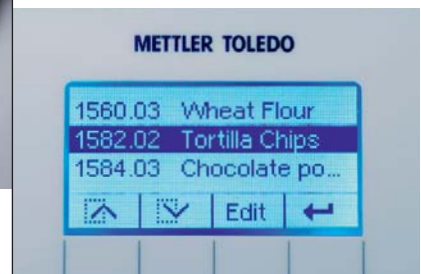 METTLER TOLEDO
1560.03 Wheat Flour
1582.02 Tortilla Chips
1584.03 Chocolate po...
Edit